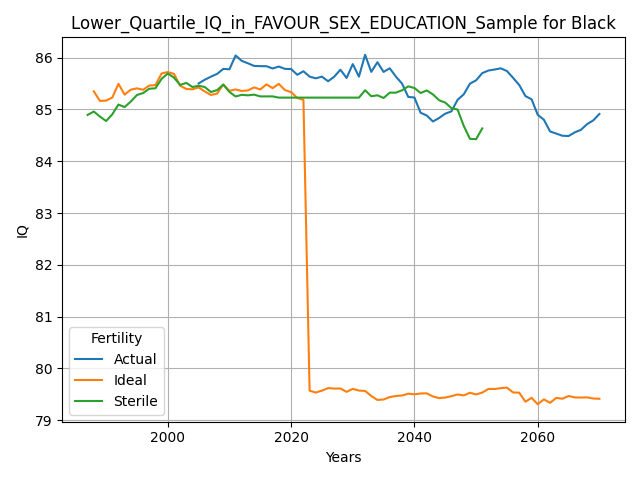 Lower_Quartile_IQ_in_FAVOUR_SEX_EDUCATION_Sample for Black
86
85
84
83
82
81
80
79
IQ
Fertility
Actual
Ideal
Sterile
2000 2020 2040 2060
Years